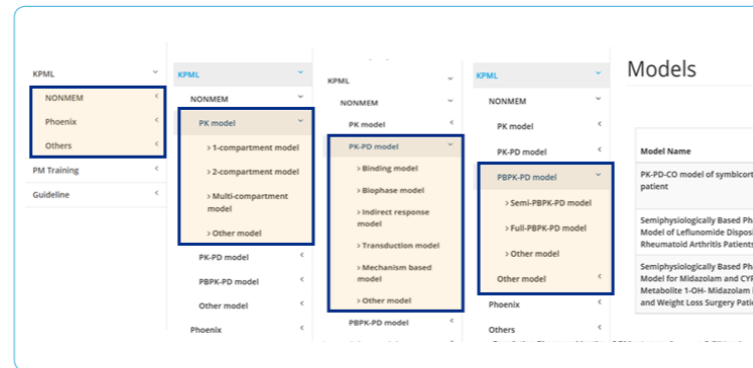 KPML
NONMEM
Phoenix
Others
PM Training
Guideline
KPML
NONMEM
PK model
> 1-compartment model
> 2-compartment model
> Multi-compartment
model
> Other model
PK-PD model
PBPK-PD model
Other model
Phoenix
KPML
NONMEM
PK model
PK-PD model
> Binding model
> Biophase model
> Indirect response
model
> Transduction model
> Mechanism based
model
> Other model
PBPK-PD model
KPML
NONMEM
PK model
PK-PD model
PBPK-PD model
> Semi-PBPK-PD model
> Full-PBPK-PD model
> Other model
Other model
Phoenix
Others
Models
Model Name
PK-PD-CO model of symbicort
patient
Semiphysiologically Based Pha
Model of Leflunomide Disposi
Rheumatoid Arthritis Patients
Semiphysiologically Based Pha
Model for Midazolam and CYP
Metabolite 1-OH- Midazolam i
and Weight Loss Surgery Patie